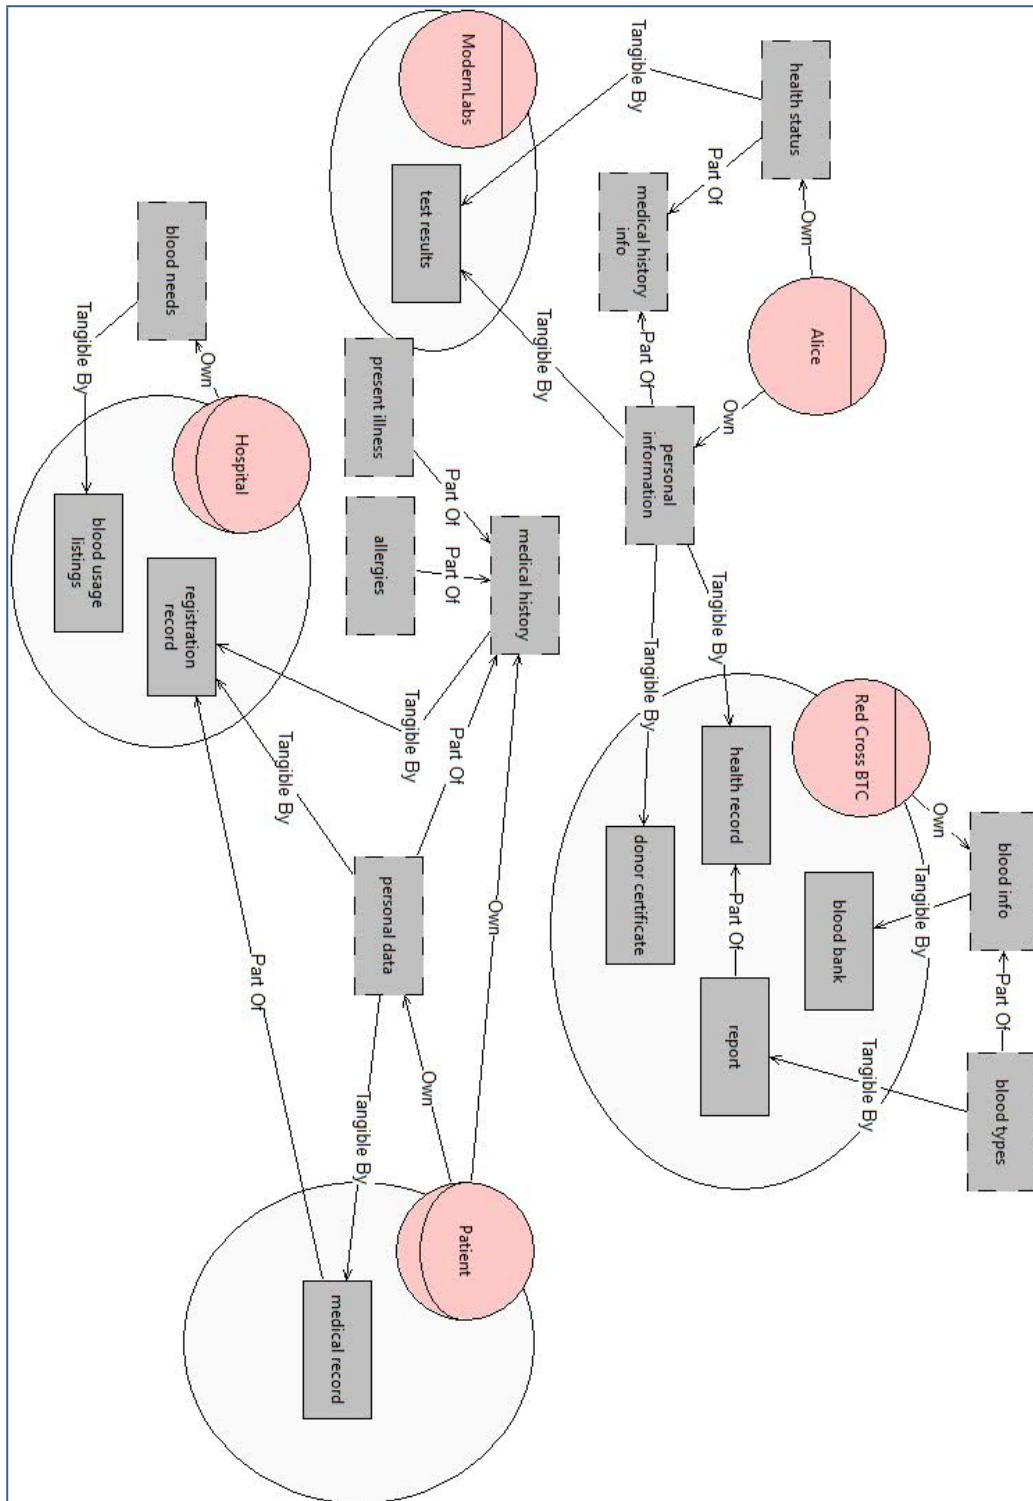 ModernLabs
Tangible By
health status
Part Of
Own
medical history
info
test results
Alice
blood needs
Tangible By
Part Of
Own
Tangible By
Own
present illness
personal
information
Hospital
Part Of
blood usage
listings
allergies
Part Of
medical history
Tangible By
registration
record
Tangible By
Red Cross BTC
Tangible By
Part Of
Tangible By
health record
Own
donor certificate
blood info
Tangible By
personal data
Own
blood bank
Part Of
Part Of
Part Of
report
Own
Tangible By
Tangible By
blood types
Patient
medical record